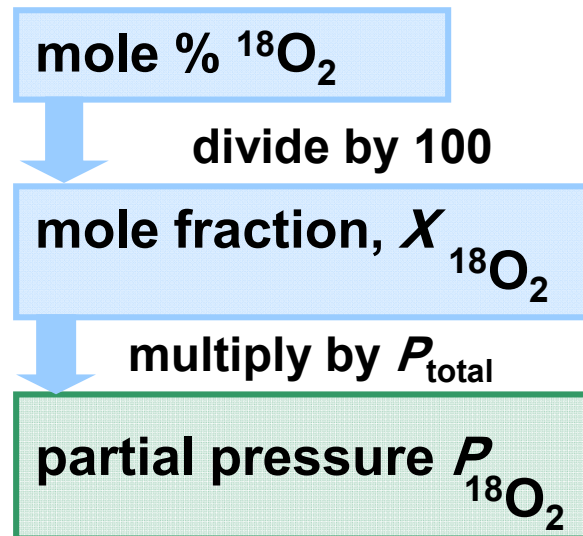 mole % ¹⁸O₂
divide by 100
mole fraction, X ¹⁸O₂
multiply by P total
partial pressure P ¹⁸O₂